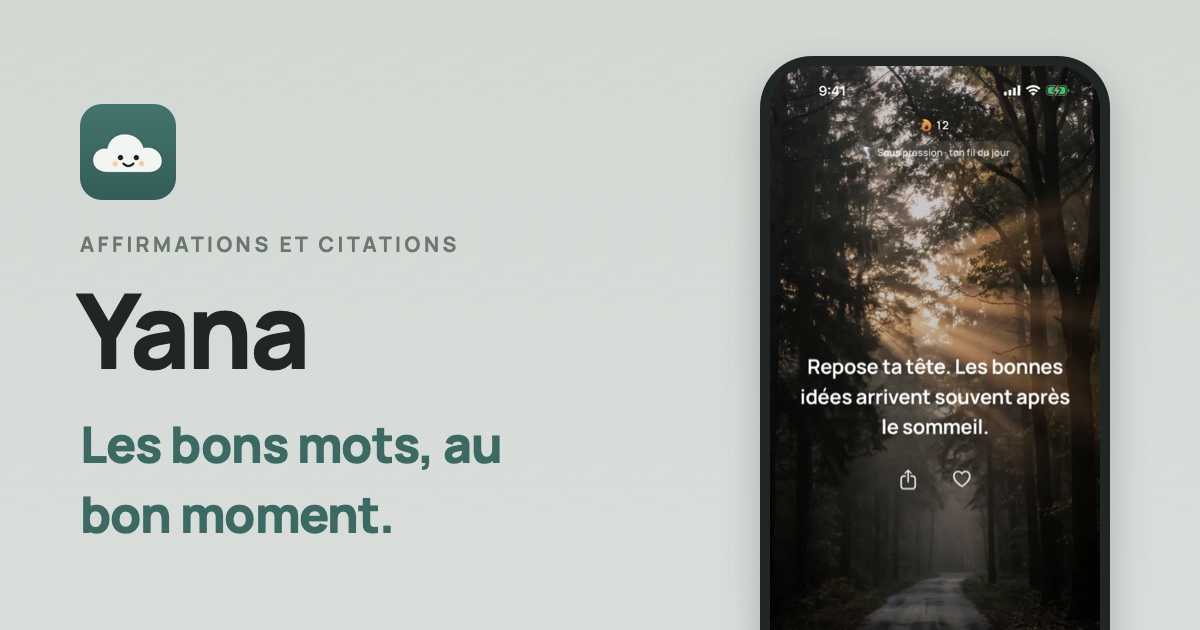 AFFIRMATIONS ET CITATIONS
Yana
Les bons mots, au
bon moment.
9:41
12
Sous pression · ton fil du jour
Repose ta tête. Les bonnes
idées arrivent souvent après
le sommeil.